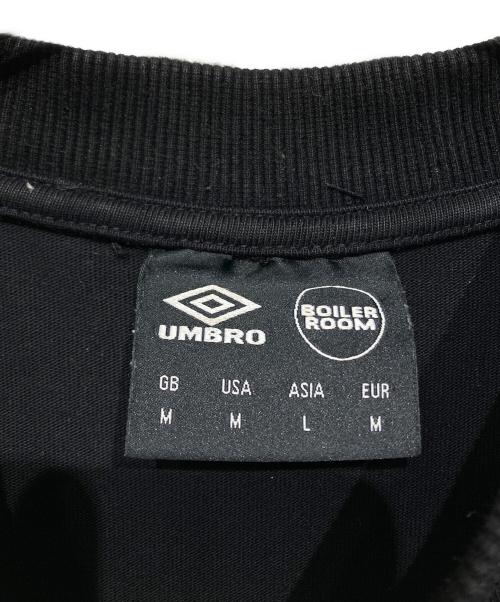 UMBRO
BOILER
ROOM
GB USA ASIA EUR
M M L M